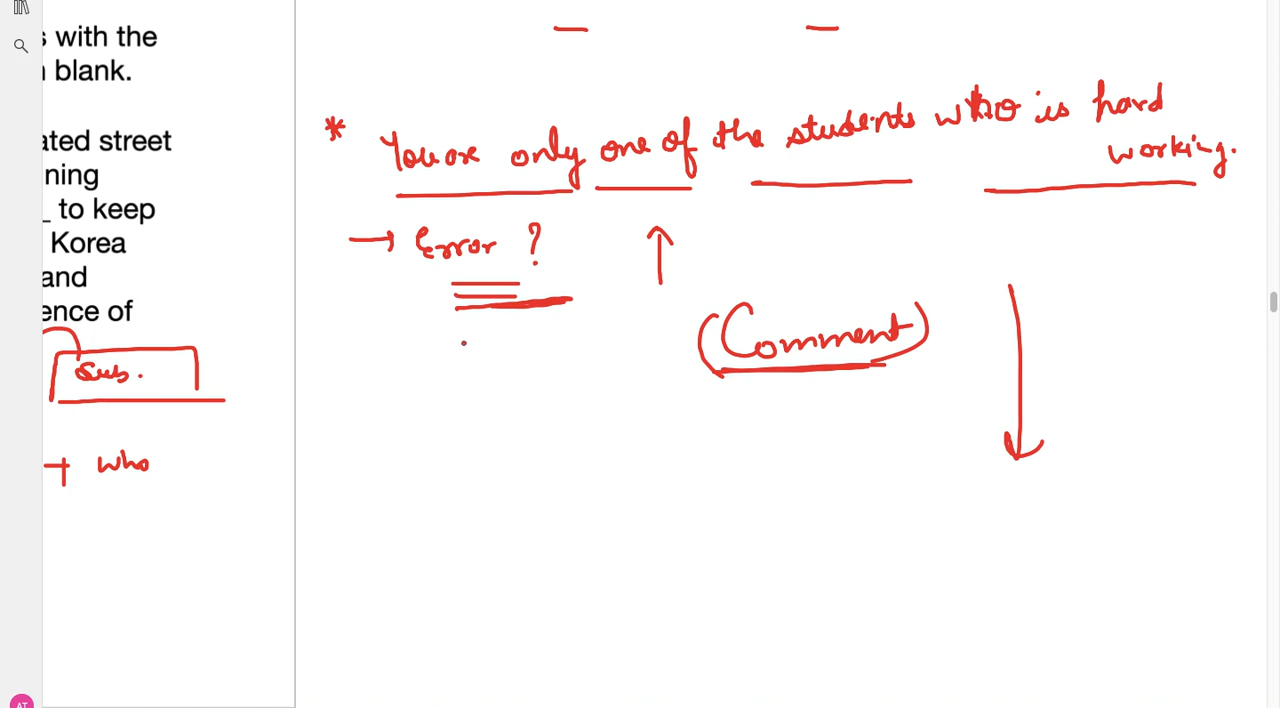 with the
blank.
ated street
ning
_ to keep
Korea
and
ence of
Sub.
+ Who
* You are only one of the students who is hard
working.
→ Error ?
(Comment)
AT